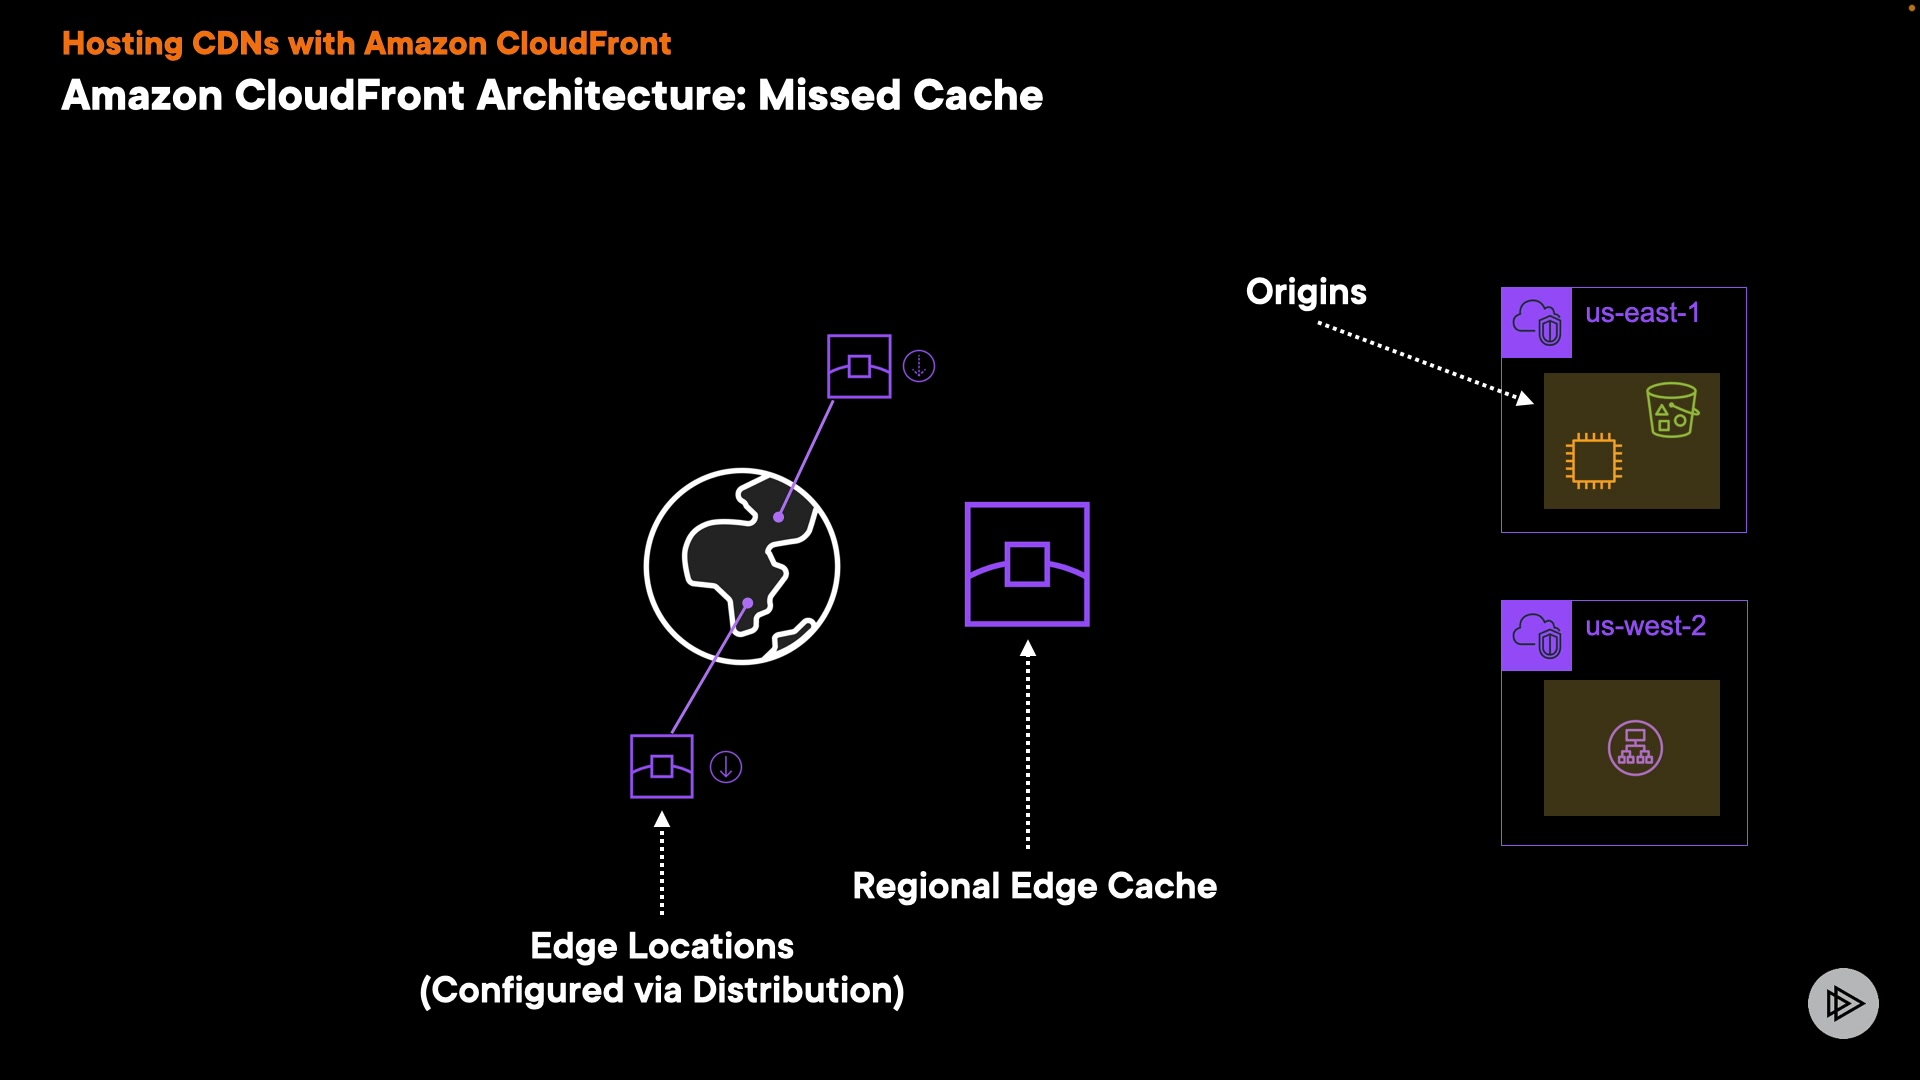 Hosting CDNs with Amazon CloudFront
Amazon CloudFront Architecture: Missed Cache
Origins
us-east-1
us-west-2
Regional Edge Cache
Edge Locations
(Configured via Distribution)